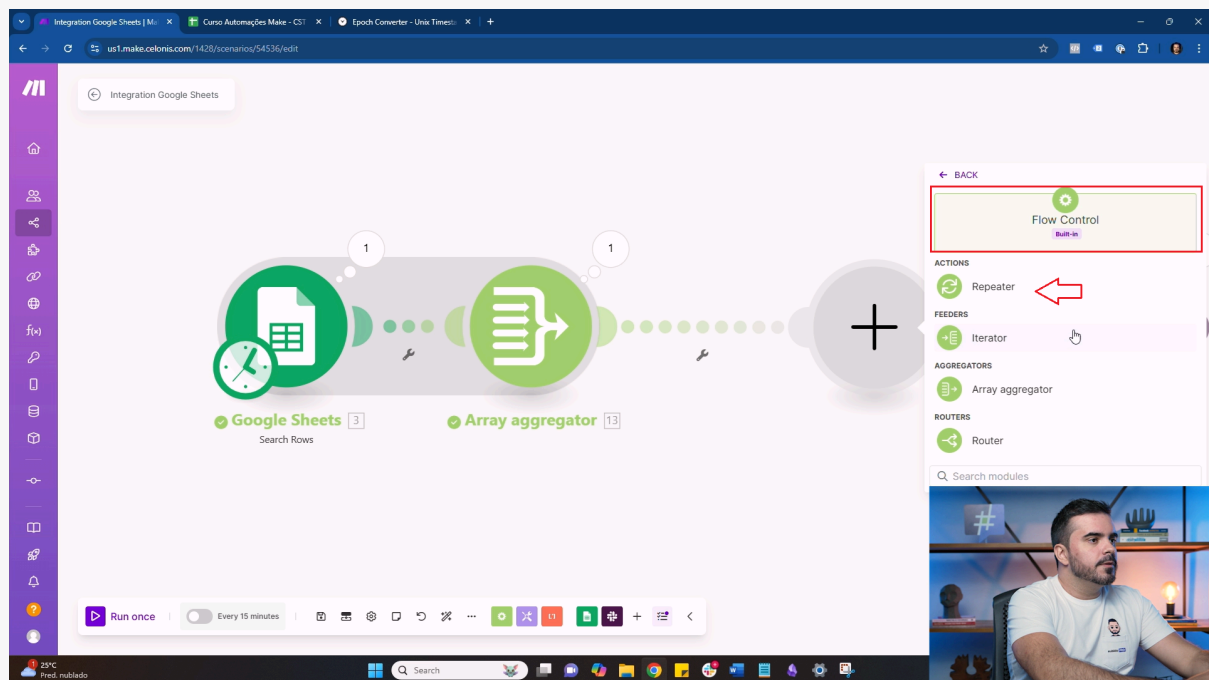 Integration Google Sheets | Ma
Curso Automações Make - CST
Epoch Converter - Unix Timesta
us1.make.celonis.com/1428/scenarios/54536/edit
Integration Google Sheets
BACK
Flow Control
Built-in
ACTIONS
Repeater
FEEDERS
Iterator
AGGREGATORS
Array aggregator
ROUTERS
Router
Search modules
1
1
Google Sheets 3
Search Rows
Array aggregator 13
Run once
Every 15 minutes
1
25°C
Pred. nublado
Search